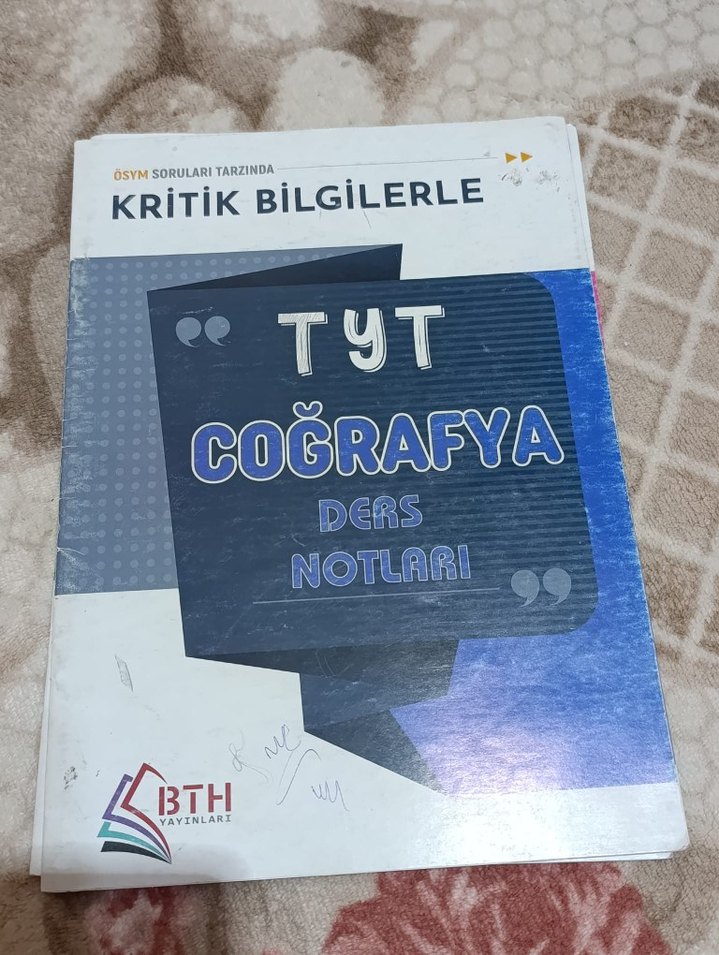 ÖSYM SORULARI TARZINDA
KRİTİK BİLGİLERLE
TYT
COĞRAFYA
DERS
NOTLARI
BTH
YAYINLARI